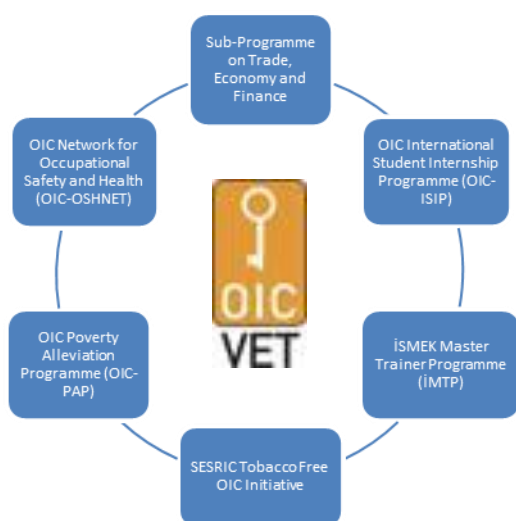 Sub-Programme
on Trade,
Economy and
Finance
OIC International
Student Internship
Programme (OIC-
ISIP)
İSMEK Master
Trainer Programme
(İMTP)
SESRIC Tobacco Free
OIC Initiative
OIC Poverty
Alleviation
Programme (OIC-
PAP)
OIC Network for
Occupational
Safety and Health
(OIC-OSHNET)
OIC
VET